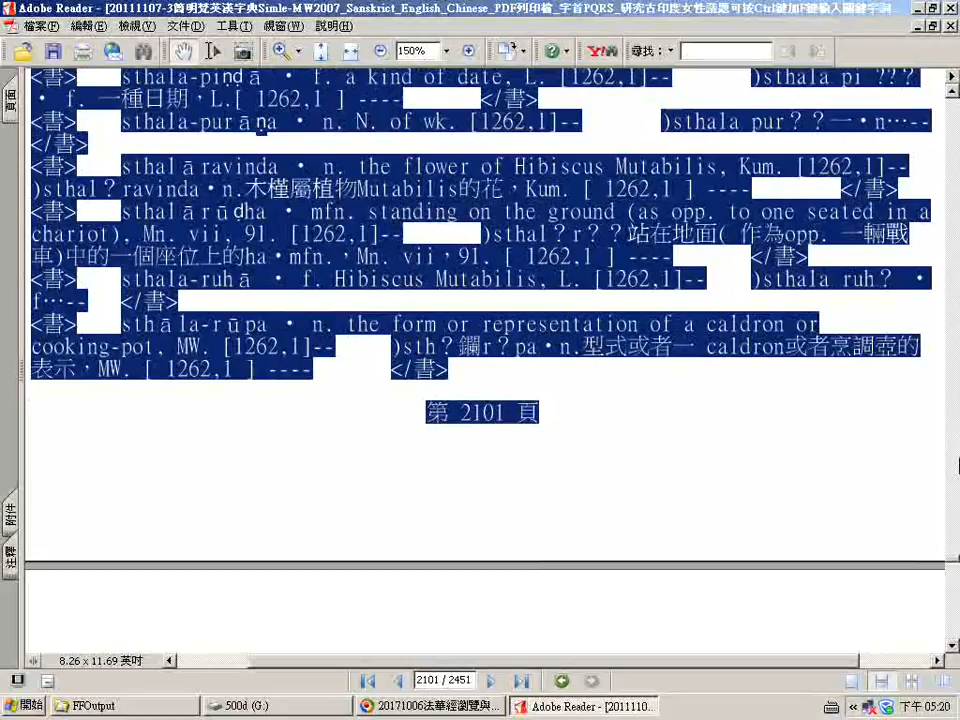 Adobe Reader - [20111107-3簡明梵英漢字典Simle-MW2007_Sanskrict_English_Chinese_PDF列印檔_字首PQRS_研究古印度女性議題可按Ctrl鍵加F鍵輸入關鍵字詞
檔案(F) 編輯(E) 檢視(V) 文件(D) 工具(T) 視窗(W) 說明(H)
150% Y! 尋找:
頁面
<書> sthala-piṇḍā • f. a kind of date, L. [1262,1]-- )sthala pi ???
• f. 一種日期,L.[ 1262,1 ] ---- </書>
<書> sthala-purāṇa • n. N. of wk. [1262,1]-- )sthala pur??一•n…--
</書>
<書> sthalāravinda • n. the flower of Hibiscus Mutabilis, Kum. [1262,1]--
)sthal?ravinda•n.木槿屬植物Mutabilis的花,Kum. [ 1262,1 ] ---- </書>
<書> sthalārūḍha • mfn. standing on the ground (as opp. to one seated in a
chariot), Mn. vii, 91. [1262,1]-- )sthal?r??站在地面( 作為opp. 一輛戰
車)中的一個座位上的ha•mfn.,Mn. vii,91. [ 1262,1 ] ---- </書>
<書> sthala-ruhā • f. Hibiscus Mutabilis, L. [1262,1]-- )sthala ruh? •
f…-- </書>
<書> sthāla-rūpa • n. the form or representation of a caldron or
cooking-pot, MW. [1262,1]-- )sth?鑭r?pa•n.型式或者一 caldron或者烹調壺的
表示,MW. [ 1262,1 ] ---- </書>
第 2101 頁
附件
注釋
8.26 x 11.69 英吋
2101 / 2451
開始 FFOutput 500d (G:) 20171006法華經瀏覽與... Adobe Reader - [201110... 下午 05:20